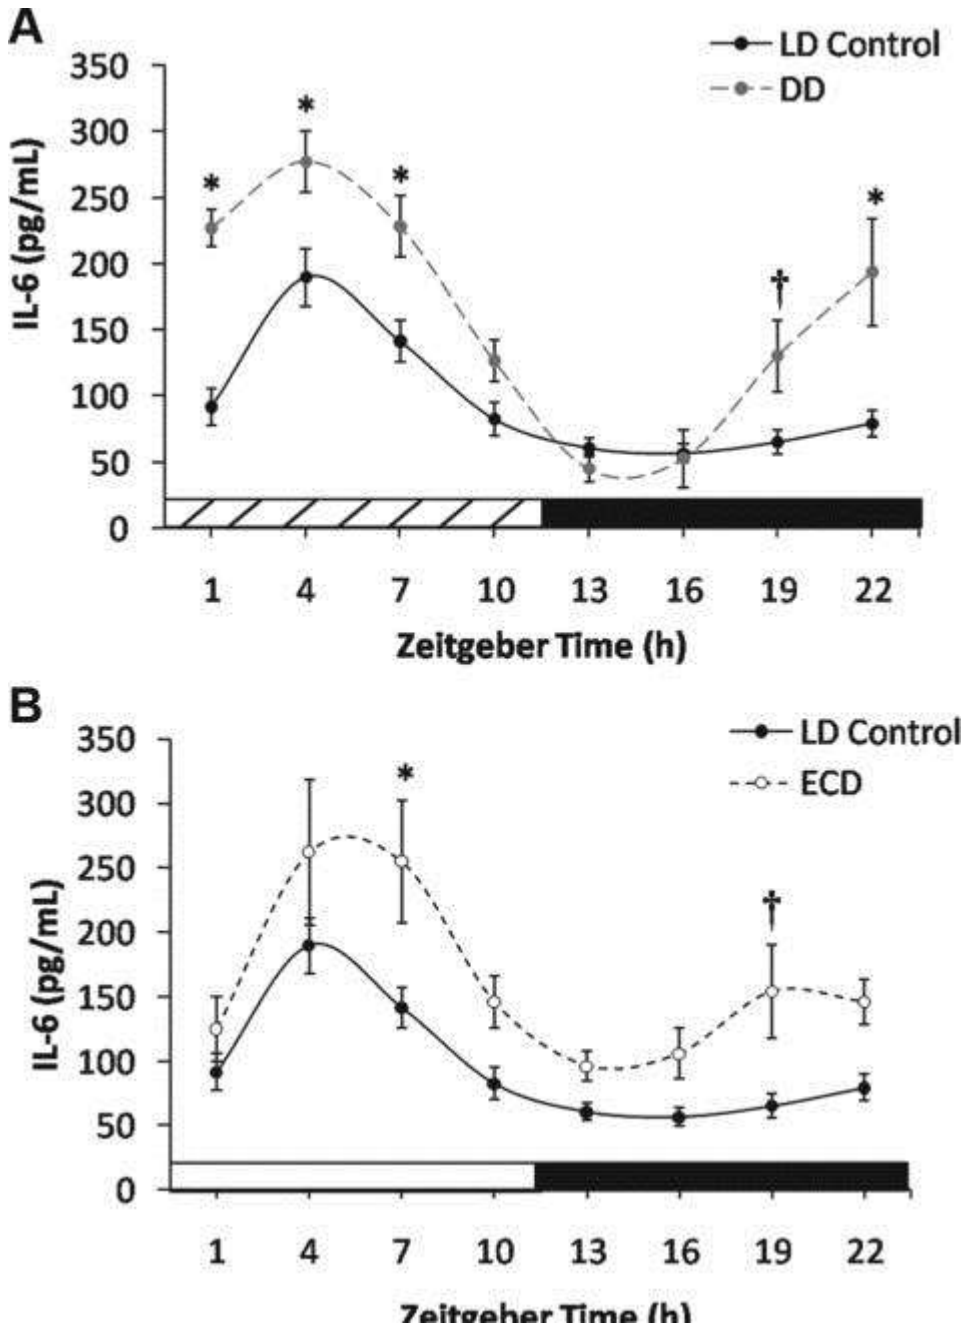 A
LD Control
DD
350
300
250
200
150
100
50
0
IL-6 (pg/mL)
*
*
*
†
*
1 4 7 10 13 16 19 22
Zeitgeber Time (h)
B
LD Control
ECD
350
300
250
200
150
100
50
0
IL-6 (pg/mL)
*
†
1 4 7 10 13 16 19 22
Zeitgeber Time (h)